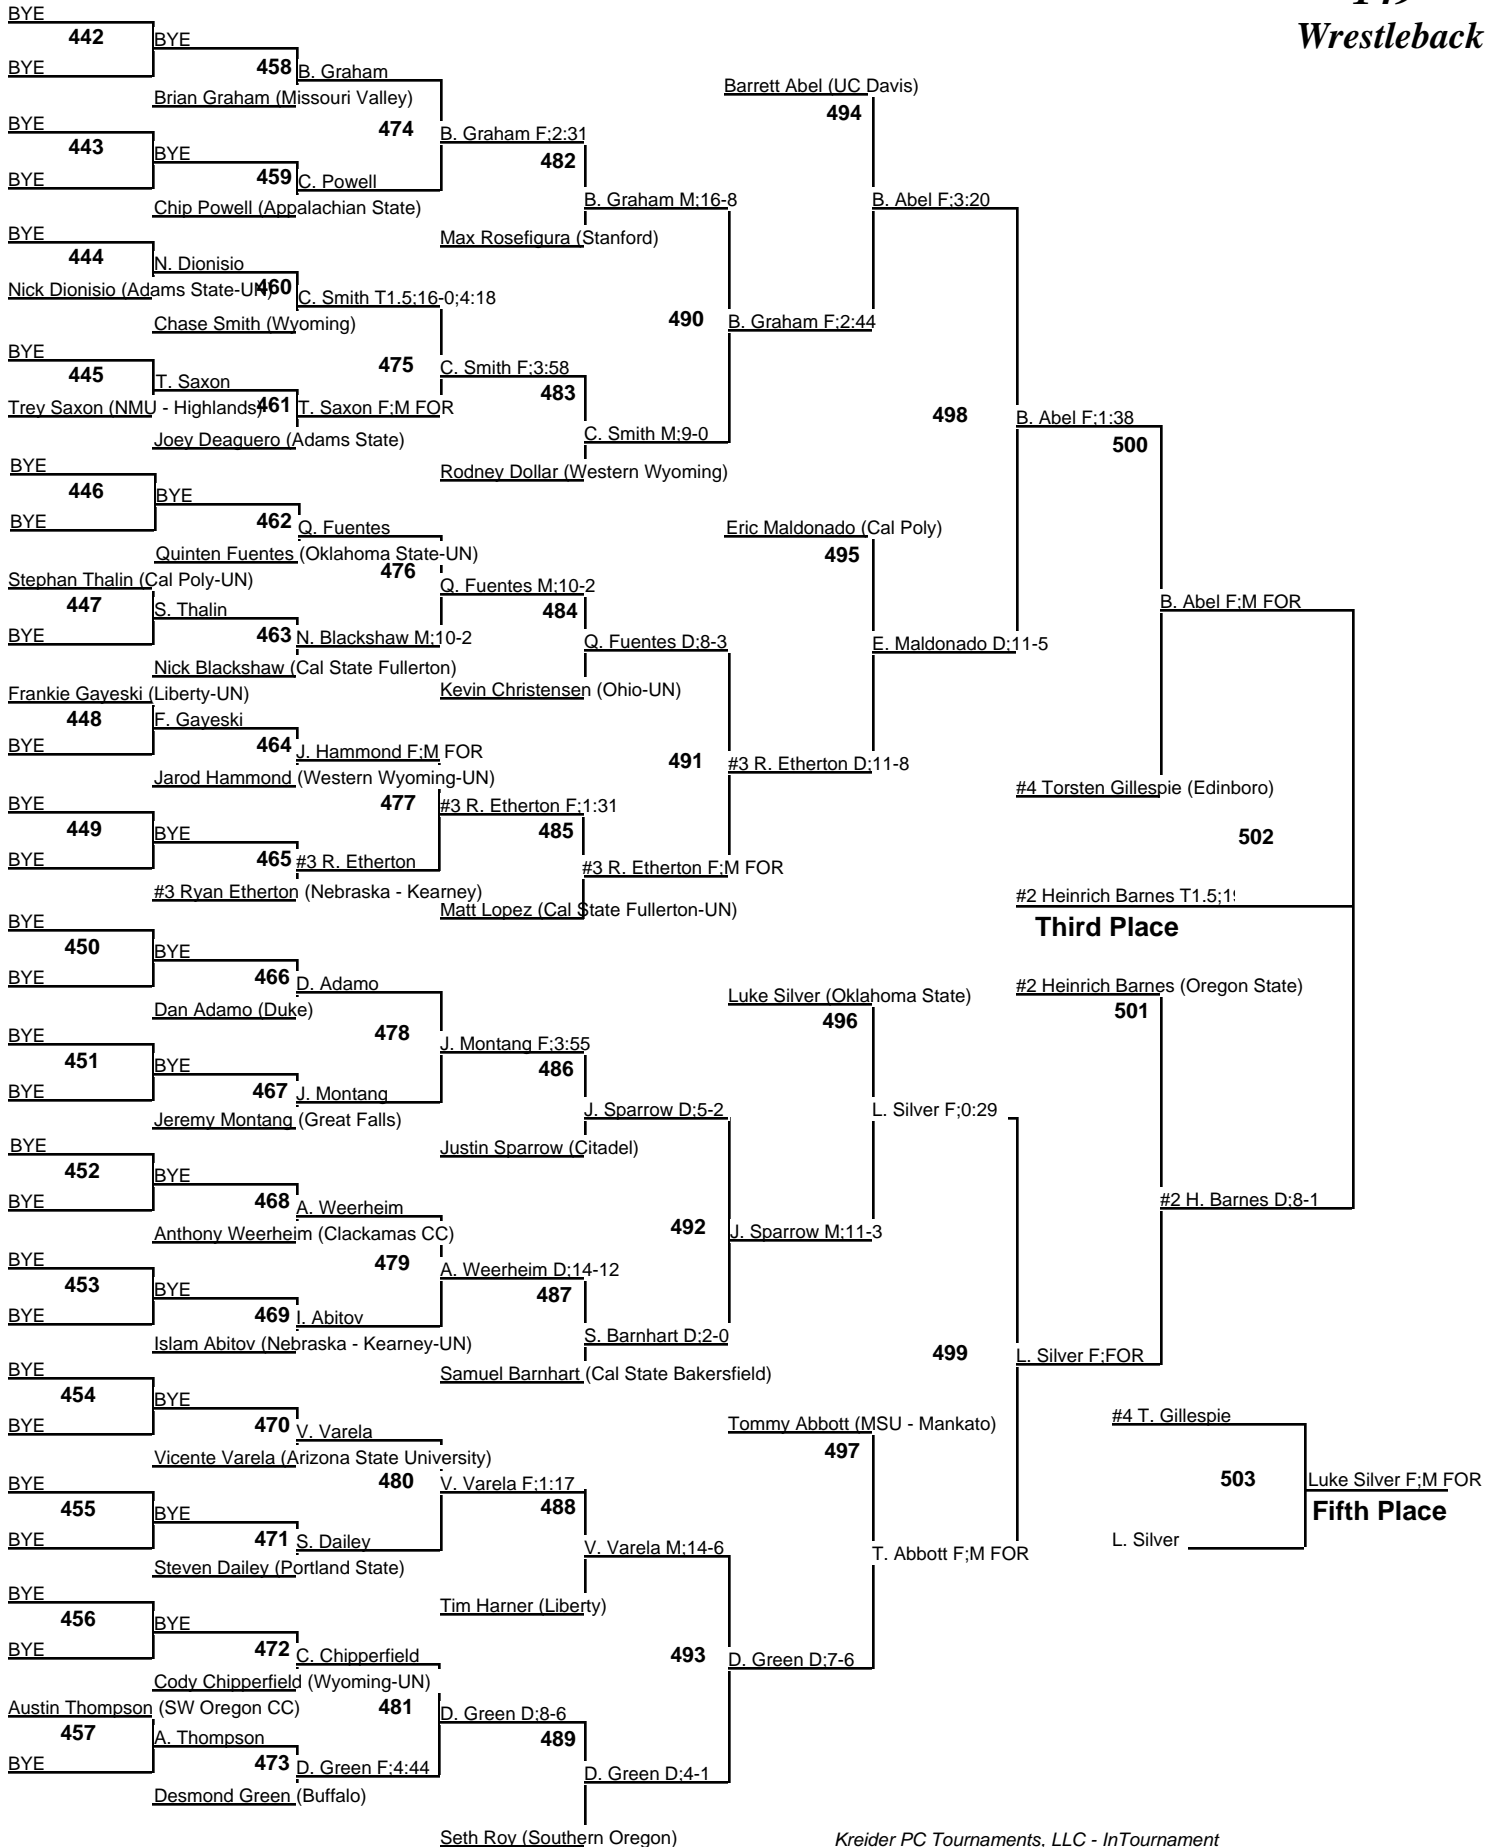 Wrestleback
BYE
442
BYE
BYE
458
B. Graham
Brian Graham (Missouri Valley)
474
BYE
443
BYE
BYE
459
C. Powell
Chip Powell (Appalachian State)
B. Graham F;2:31
482
B. Graham M;16-8
Max Rosefigura (Stanford)
Barrett Abel (UC Davis)
494
B. Abel F;3:20
BYE
444
N. Dionisio
Nick Dionisio (Adams State-UN)
460
C. Smith T1.5;16-0;4:18
Chase Smith (Wyoming)
490
B. Graham F;2:44
BYE
445
T. Saxon
Trey Saxon (NMU - Highlands)
461
T. Saxon F;M FOR
Joey Deaguero (Adams State)
475
C. Smith F;3:58
483
C. Smith M;9-0
Rodney Dollar (Western Wyoming)
498
B. Abel F;1:38
500
BYE
446
BYE
BYE
462
Q. Fuentes
Quinten Fuentes (Oklahoma State-UN)
476
Stephan Thalin (Cal Poly-UN)
447
S. Thalin
BYE
463
N. Blackshaw M;10-2
Nick Blackshaw (Cal State Fullerton)
Q. Fuentes M;10-2
484
Q. Fuentes D;8-3
Kevin Christensen (Ohio-UN)
Eric Maldonado (Cal Poly)
495
E. Maldonado D;11-5
B. Abel F;M FOR
Frankie Gayeski (Liberty-UN)
448
F. Gayeski
BYE
464
J. Hammond F;M FOR
Jarod Hammond (Western Wyoming-UN)
477
491
#3 R. Etherton D;11-8
BYE
449
BYE
BYE
465
#3 R. Etherton
#3 Ryan Etherton (Nebraska - Kearney)
#3 R. Etherton F;1:31
485
#3 R. Etherton F;M FOR
Matt Lopez (Cal State Fullerton-UN)
#4 Torsten Gillespie (Edinboro)
502
#2 Heinrich Barnes T1.5;
Third Place
BYE
450
BYE
BYE
466
D. Adamo
Dan Adamo (Duke)
478
BYE
451
BYE
BYE
467
J. Montang
Jeremy Montang (Great Falls)
J. Montang F;3:55
486
J. Sparrow D;5-2
Justin Sparrow (Citadel)
Luke Silver (Oklahoma State)
496
L. Silver F;0:29
#2 Heinrich Barnes (Oregon State)
501
#2 H. Barnes D;8-1
BYE
452
BYE
BYE
468
A. Weerheim
Anthony Weerheim (Clackamas CC)
479
492
J. Sparrow M;11-3
BYE
453
BYE
BYE
469
I. Abitov
Islam Abitov (Nebraska - Kearney-UN)
A. Weerheim D;14-12
487
S. Barnhart D;2-0
Samuel Barnhart (Cal State Bakersfield)
499
L. Silver F;FOR
BYE
454
BYE
BYE
470
V. Varela
Vicente Varela (Arizona State University)
480
BYE
455
BYE
BYE
471
S. Dailey
Steven Dailey (Portland State)
V. Varela F;1:17
488
V. Varela M;14-6
Tim Harner (Liberty)
Tommy Abbott (MSU - Mankato)
497
T. Abbott F;M FOR
#4 T. Gillespie
503
Luke Silver F;M FOR
Fifth Place
L. Silver
BYE
456
BYE
BYE
472
C. Chipperfield
Cody Chipperfield (Wyoming-UN)
481
493
D. Green D;7-6
Austin Thompson (SW Oregon CC)
457
A. Thompson
BYE
473
D. Green F;4:44
Desmond Green (Buffalo)
D. Green D;8-6
489
D. Green D;4-1
Seth Roy (Southern Oregon)
Kreider PC Tournaments, LLC - InTournament